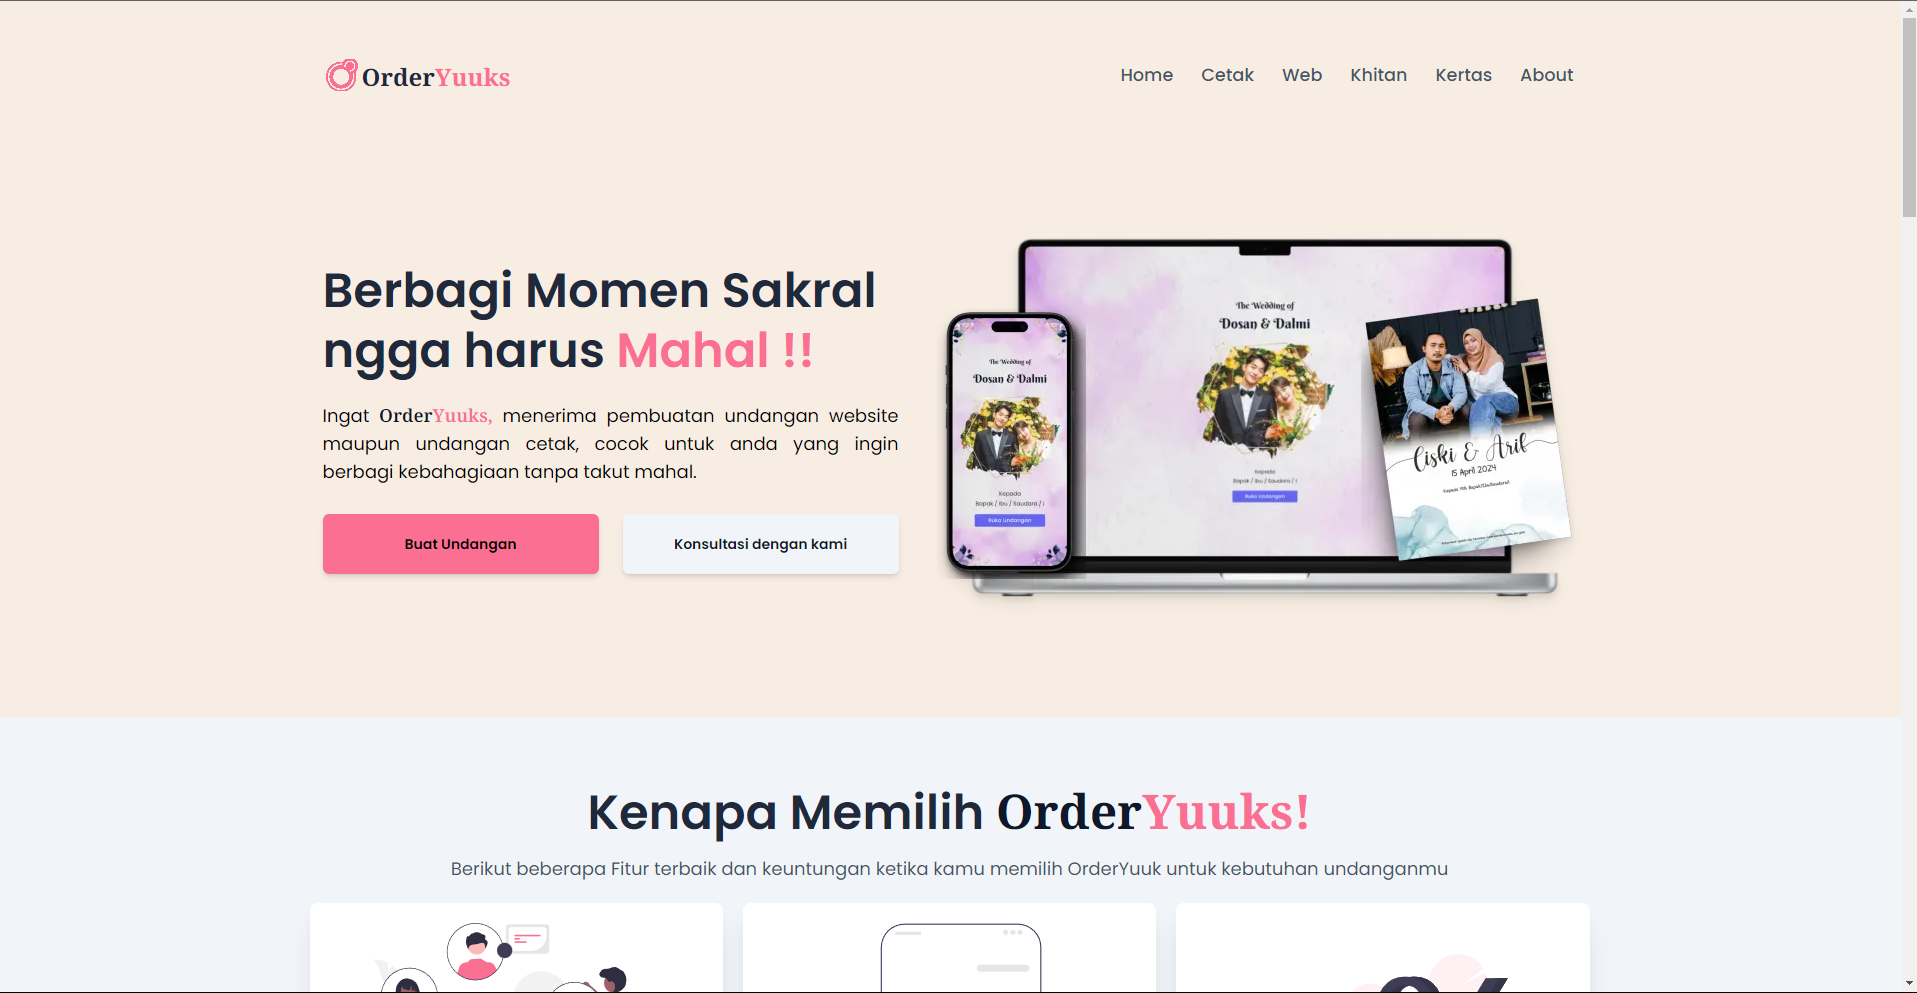 OrderYuuks
Home Cetak Web Khitan Kertas About
Berbagi Momen Sakral
ngga harus Mahal !!
Ingat OrderYuuks, menerima pembuatan undangan website
maupun undangan cetak, cocok untuk anda yang ingin
berbagi kebahagiaan tanpa takut mahal.
Buat Undangan
Konsultasi dengan kami
The Wedding of
Dosan & Dalmi
Kepada
Bapak / Ibu / Saudara / i
Buka Undangan
The Wedding of
Dosan & Dalmi
Kepada
Bapak / Ibu / Saudara / i
Buka Undangan
Ciski & Arif
15 April 2024
Kenapa Memilih OrderYuuks!
Berikut beberapa Fitur terbaik dan keuntungan ketika kamu memilih OrderYuuk untuk kebutuhan undanganmu